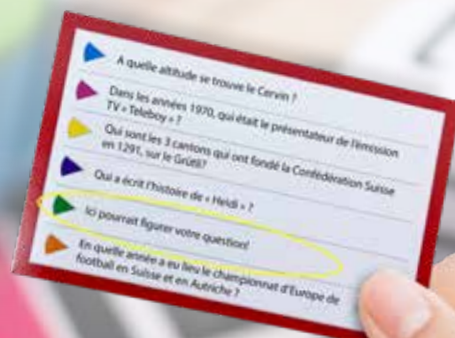 A quelle altitude se trouve le Cervin ?
Dans les années 1970, qui était le présentateur de l'émission
TV « Teleboy » ?
Qui sont les 3 cantons qui ont fondé la Confédération Suisse
en 1291, sur le Grütli?
Qui a écrit l'histoire de « Heidi » ?
Ici pourrait figurer votre question!
En quelle année a eu lieu le championnat d'Europe de
football en Suisse et en Autriche ?